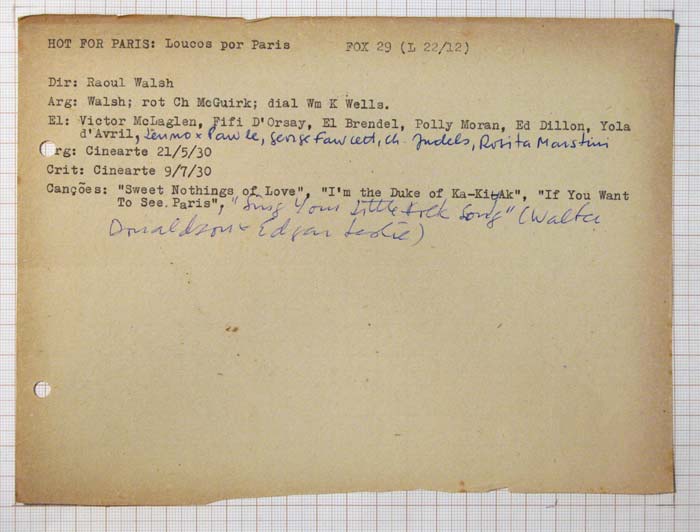 HOT FOR PARIS: Loucos por Paris FOX 29 (L 22/12)
Dir: Raoul Walsh
Arg: Walsh; rot Ch McGuirk; dial Wm K Wells.
El: Victor McLaglen, Fifi D'Orsay, El Brendel, Polly Moran, Ed Dillon, Yola
d'Avril, Lennox Pawle, George Fawcett, Ch. Judels, Rosita Marstini
rg: Cinearte 21/5/30
Crit: Cinearte 9/7/30
Canções: "Sweet Nothings of Love", "I'm the Duke of Ka-Ki-Ak", "If You Want
To See Paris", "Sing Your Little Folk Song" (Walter
Donaldson x Edgar Leslie)